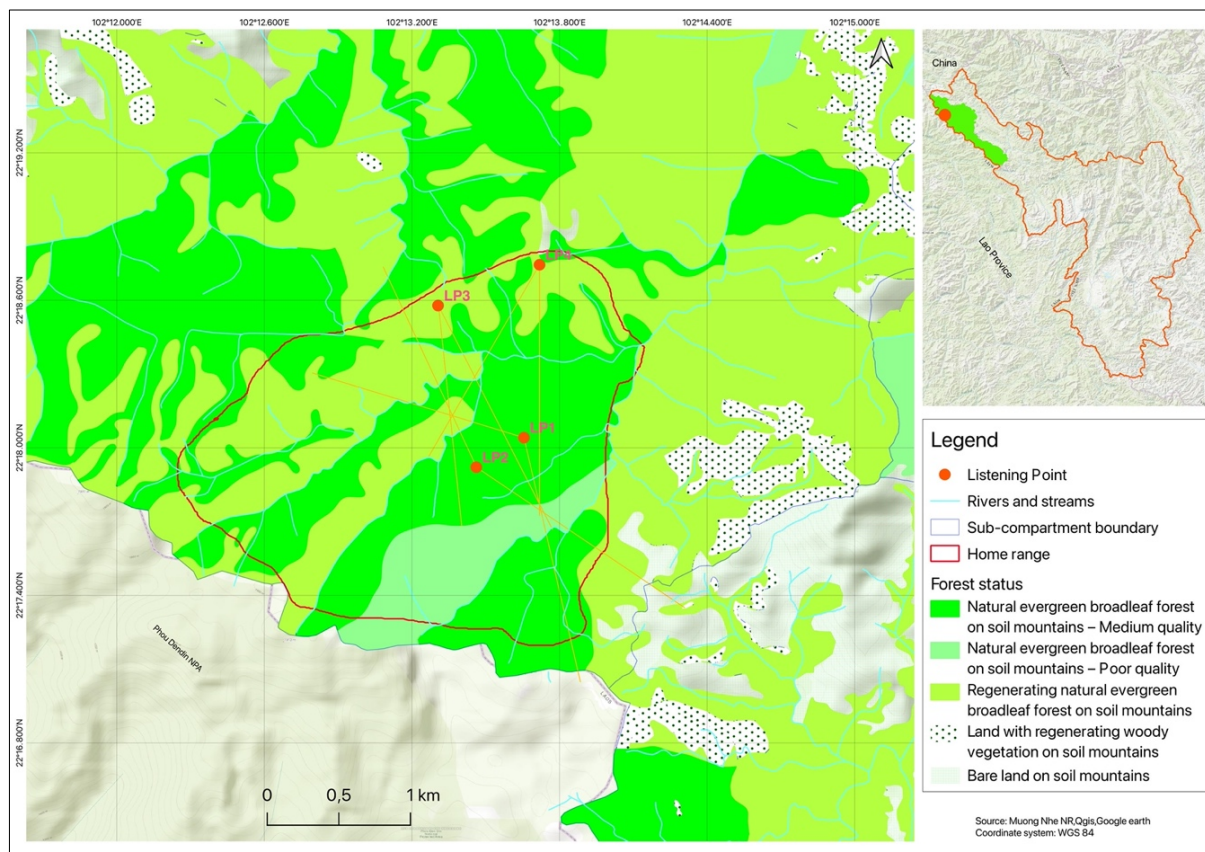 102°12.000'E
102°12.600'E
102°13.200'E
102°13.800'E
102°14.400'E
102°15.000'E
22°19.200'N
22°18.600'N
22°18.000'N
22°17.400'N
22°16.800'N
LP4
LP3
LP1
LP2
Phou Dendin NPA
LAOS
0 0,5 1 km
China
Lao Provice
Legend
Listening Point
Rivers and streams
Sub-compartment boundary
Home range
Forest status
Natural evergreen broadleaf forest
on soil mountains – Medium quality
Natural evergreen broadleaf forest
on soil mountains – Poor quality
Regenerating natural evergreen
broadleaf forest on soil mountains
Land with regenerating woody
vegetation on soil mountains
Bare land on soil mountains
Source: Muong Nhe NR,Qgis,Google earth
Coordinate system: WGS 84